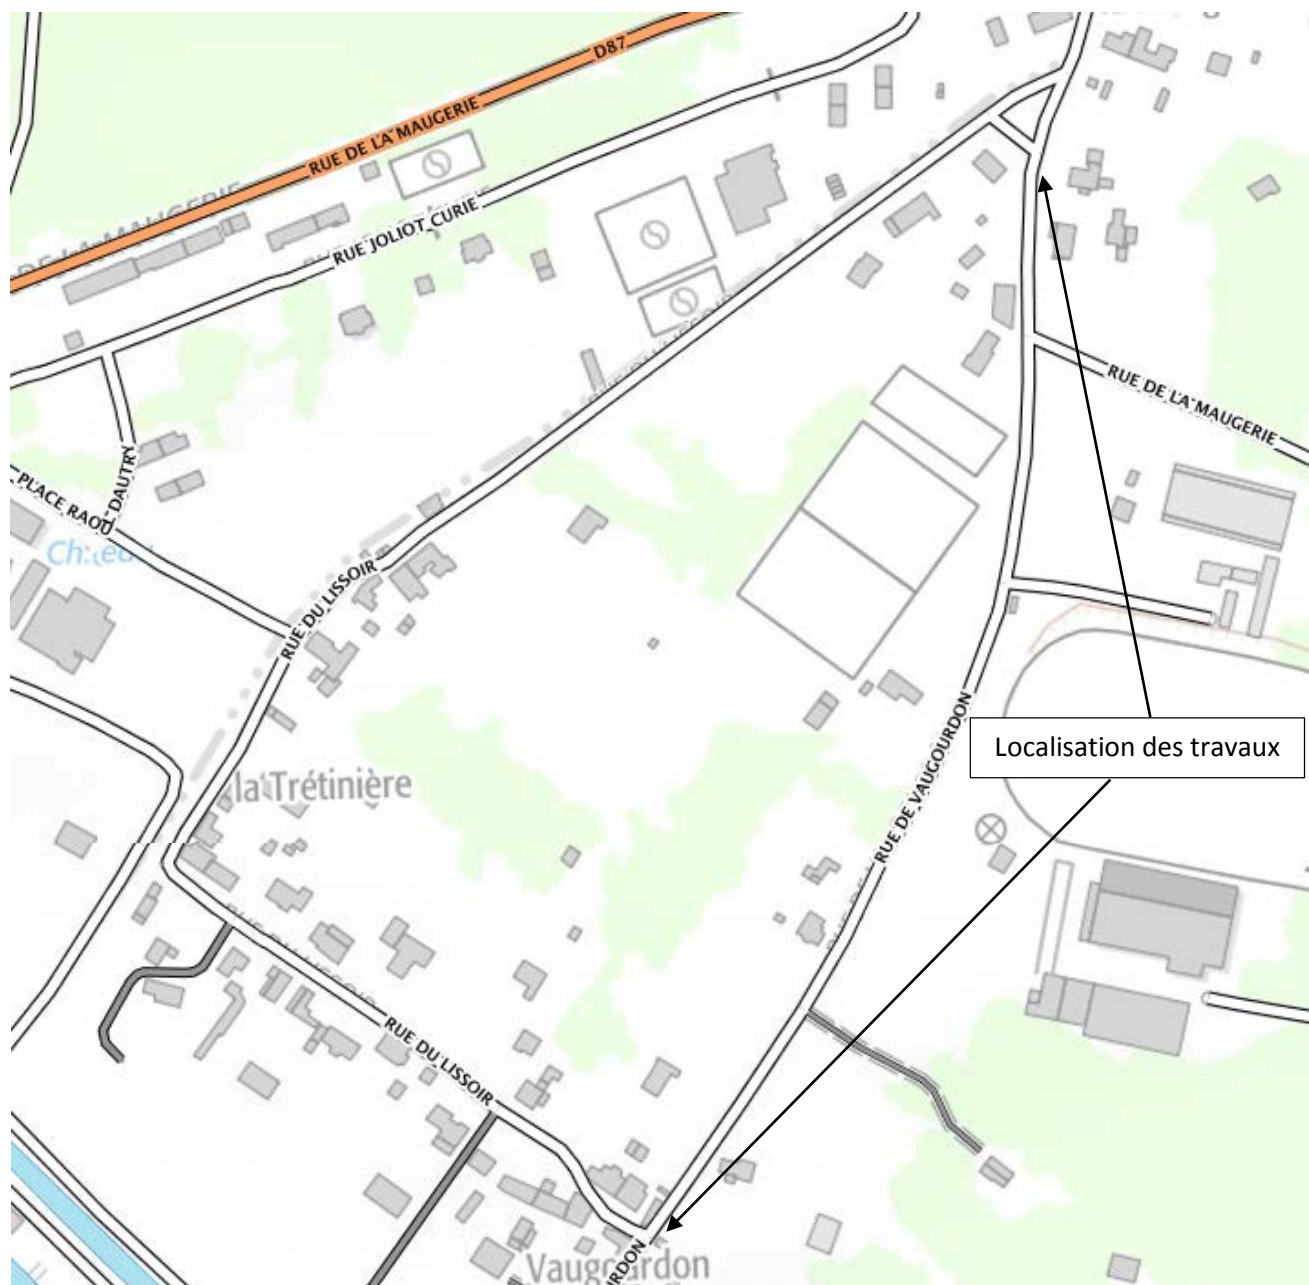 D87
RUE DE LA MAUGERIE
RUE JOLIOT CURIE
RUE DE LA MAUGERIE
DAUTRY
PLACE RAOU
RUE DU LISSOIR
RUE DE VAUGOURDON
Localisation des travaux
la Trétinière
RUE DU LISSOIR
Vaugourdon